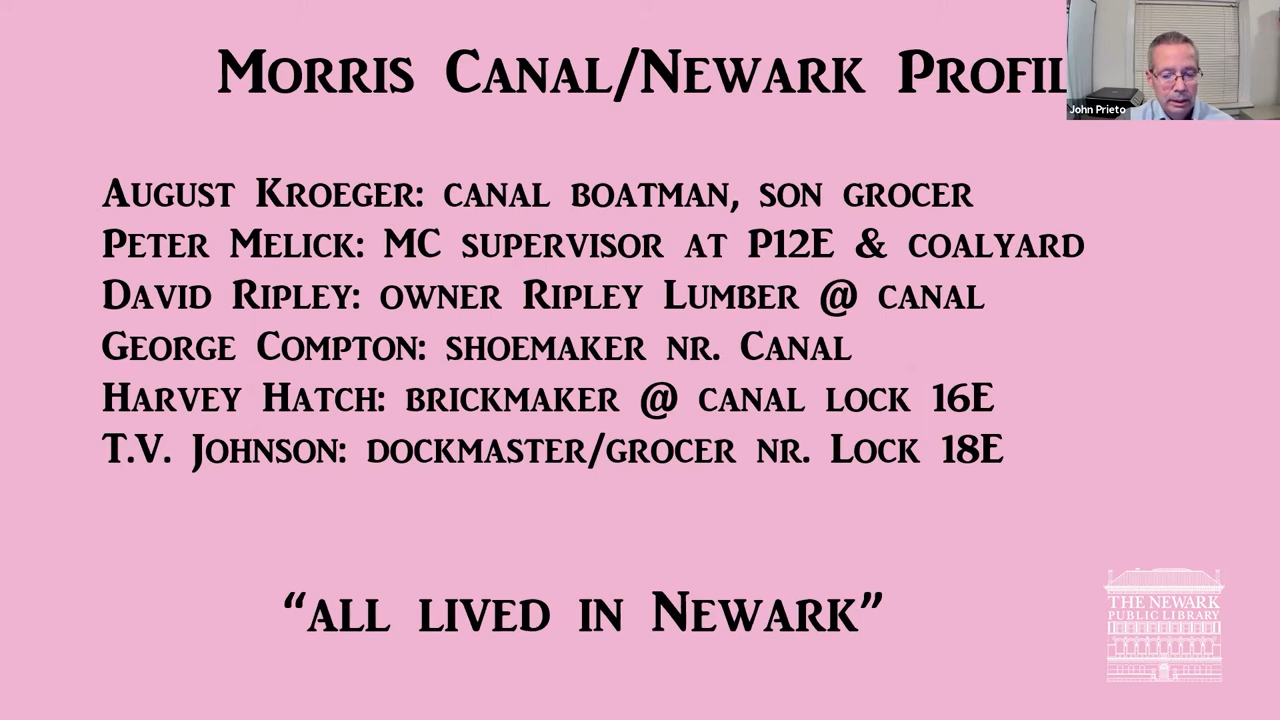 Morris Canal/Newark Profil
John Prieto
August Kroeger: canal boatman, son grocer
Peter Melick: MC supervisor at P12E & coalyard
David Ripley: owner Ripley Lumber @ canal
George Compton: shoemaker nr. Canal
Harvey Hatch: brickmaker @ canal lock 16E
T.V. Johnson: dockmaster/grocer nr. Lock 18E
“all lived in Newark”
THE NEWARK
PUBLIC LIBRARY